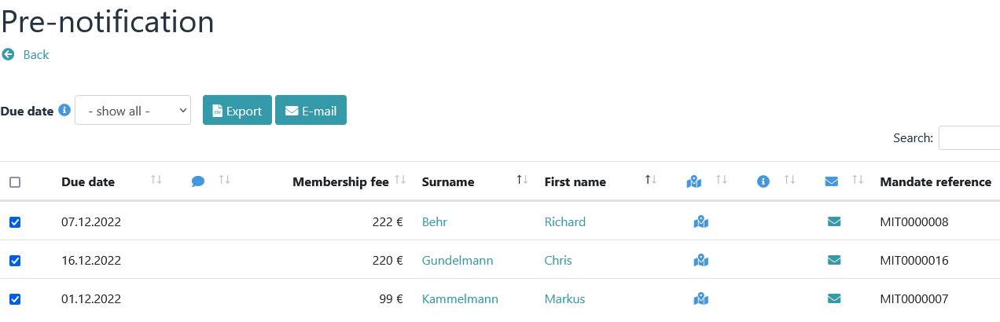 Pre-notification
Back
Due date - show all - Export E-mail
Search:
Due date Membership fee Surname First name Mandate reference
07.12.2022 222 € Behr Richard MIT0000008
16.12.2022 220 € Gundelmann Chris MIT0000016
01.12.2022 99 € Kammelmann Markus MIT0000007